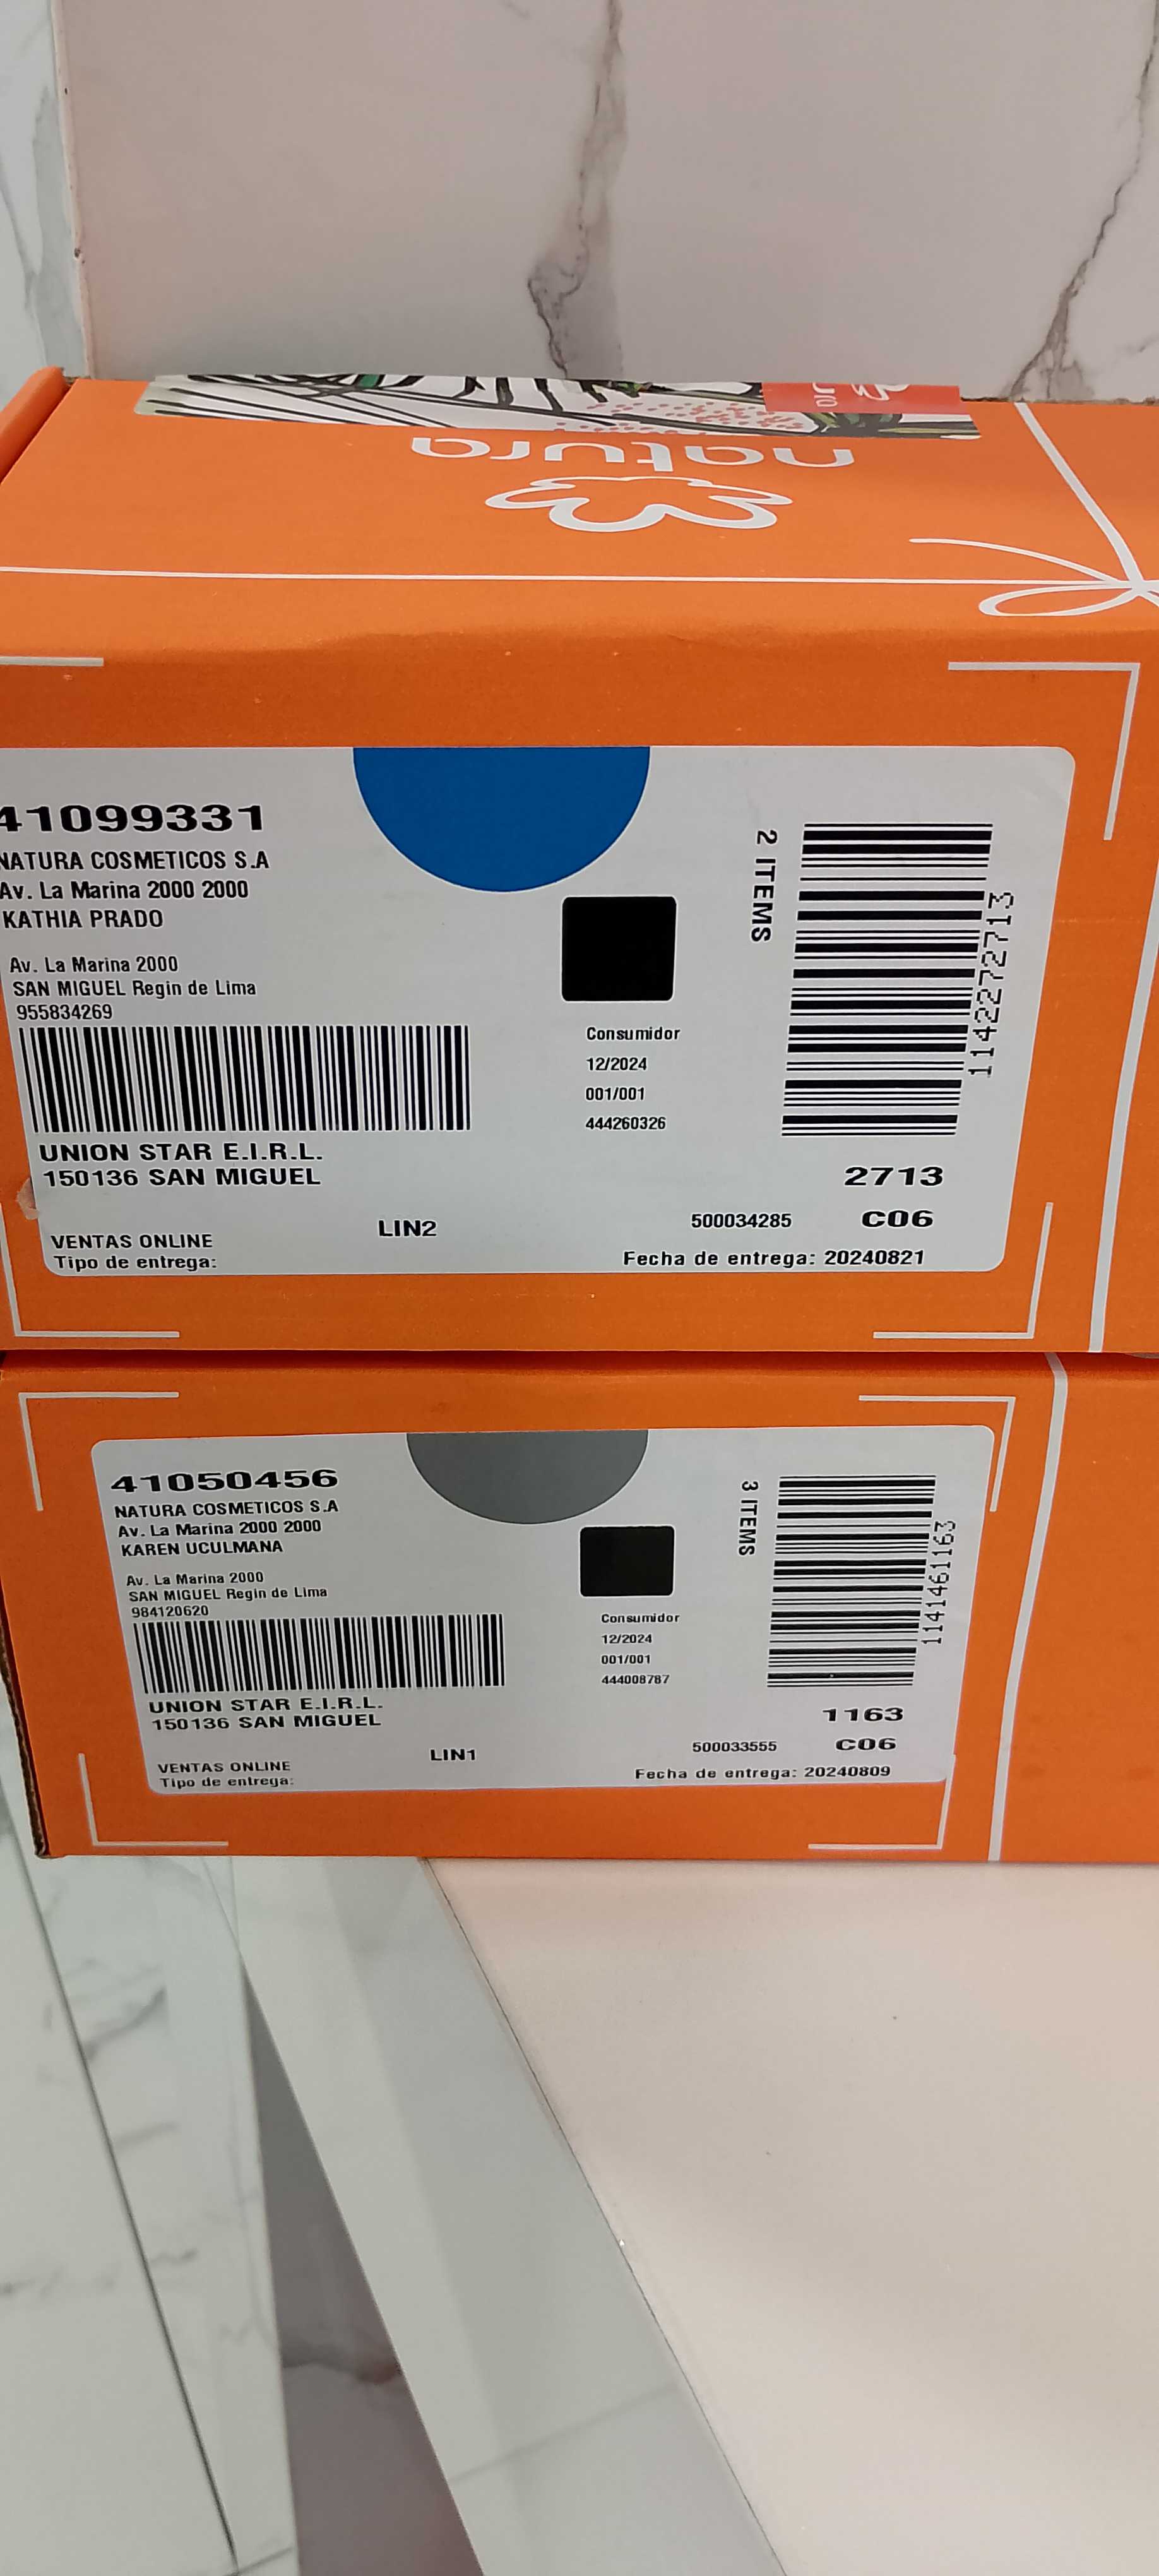 natura
41099331
NATURA COSMETICOS S.A
Av. La Marina 2000 2000
KATHIA PRADO
Av. La Marina 2000
SAN MIGUEL Regin de Lima
955834269
UNION STAR E.I.R.L.
150136 SAN MIGUEL
VENTAS ONLINE
Tipo de entrega:
LIN2
Consumidor
12/2024
001/001
444260326
2 ITEMS
1142272713
2713
500034285
C06
Fecha de entrega: 20240821
41050456
NATURA COSMETICOS S.A
Av. La Marina 2000 2000
KAREN UCULMANA
Av. La Marina 2000
SAN MIGUEL Regin de Lima
984120620
UNION STAR E.I.R.L.
150136 SAN MIGUEL
VENTAS ONLINE
Tipo de entrega:
LIN1
Consumidor
12/2024
001/001
444008787
3 ITEMS
1141461163
1163
500033555
C06
Fecha de entrega: 20240809